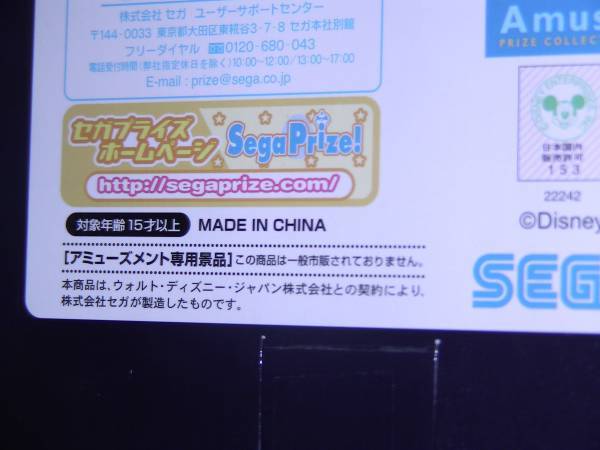 株式会社 セガ ユーザーサポートセンター
〒144-0033 東京都大田区東糀谷3-7-8 セガ本社別館
フリーダイヤル 0120-680-043
電話受付時間(弊社指定休日を除く)10:00~12:00/13:00~17:00
E-mail : prize@sega.co.jp
セガプライズ
ホームページ
Sega Prize!
http://segaprize.com/
対象年齢15才以上 MADE IN CHINA
[アミューズメント専用景品]この商品は一般市販されておりません。
本商品は、ウォルト・ディズニー・ジャパン株式会社との契約により、
株式会社セガが製造したものです。
Amus
PRIZE COLLEC
日本国内
販売許可
153
22242
©Disney
SEG